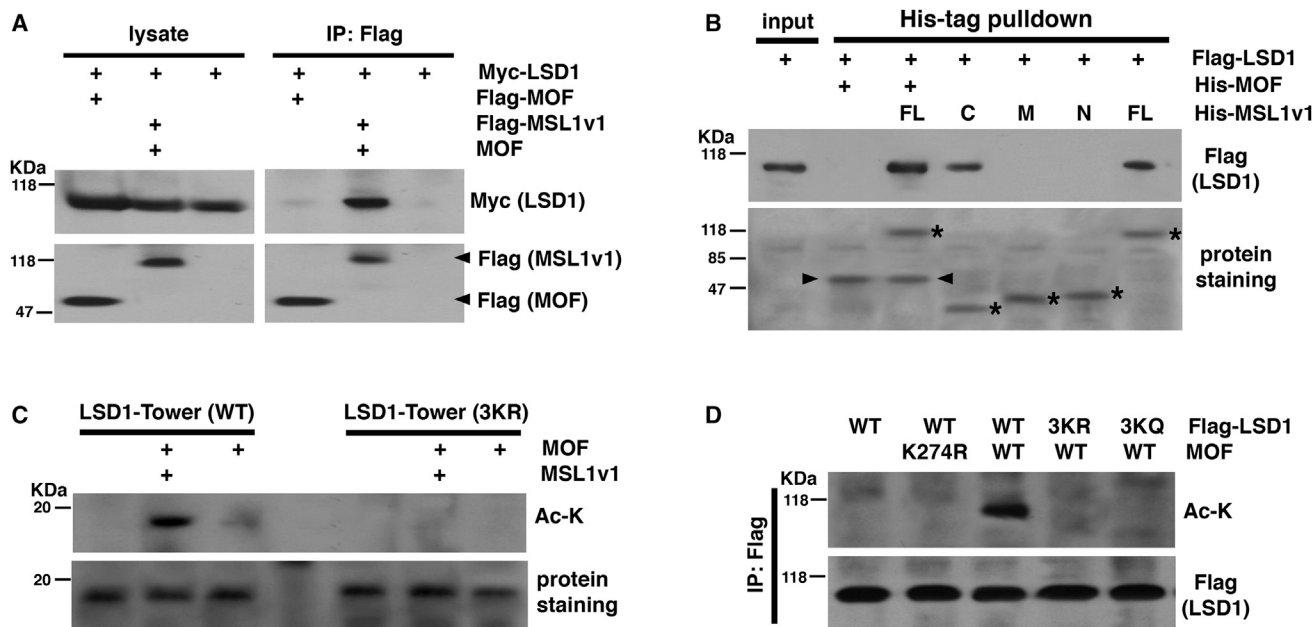 A
lysate
IP: Flag
+ + + + + + Myc-LSD1
+ + Flag-MOF
+ + Flag-MSL1v1
+ + MOF
KDa
118
Myc (LSD1)
118
Flag (MSL1v1)
47
Flag (MOF)
B
input
His-tag pulldown
+ + + + + + + Flag-LSD1
+ + His-MOF
FL C M N FL His-MSL1v1
KDa
118
Flag
(LSD1)
118
85
47
* * * * *
protein
staining
C
LSD1-Tower (WT)
LSD1-Tower (3KR)
+ + + + MOF
+ + MSL1v1
KDa
20
Ac-K
20
protein
staining
D
WT WT WT 3KR 3KQ Flag-LSD1
K274R WT WT WT MOF
IP: Flag
KDa
118
Ac-K
118
Flag
(LSD1)